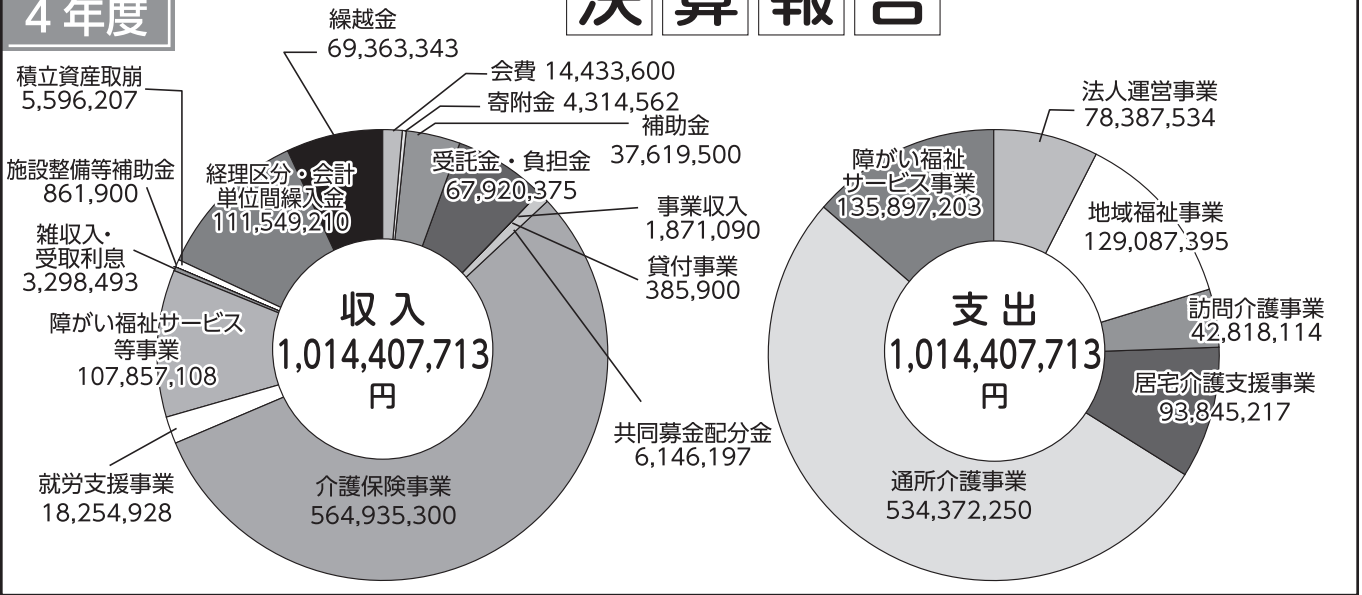 4年度
決算報告
繰越金
69,363,343
会費 14,433,600
寄附金 4,314,562
補助金
37,619,500
受託金・負担金
67,920,375
事業収入
1,871,090
貸付事業
385,900
共同募金配分金
6,146,197
介護保険事業
564,935,300
就労支援事業
18,254,928
障がい福祉サービス
等事業
107,857,108
雑収入・
受取利息
3,298,493
施設整備等補助金
861,900
積立資産取崩
5,596,207
経理区分・会計
単位間繰入金
111,549,210
収入
1,014,407,713
円
法人運営事業
78,387,534
地域福祉事業
129,087,395
訪問介護事業
42,818,114
居宅介護支援事業
93,845,217
通所介護事業
534,372,250
障がい福祉
サービス事業
135,897,203
支出
1,014,407,713
円